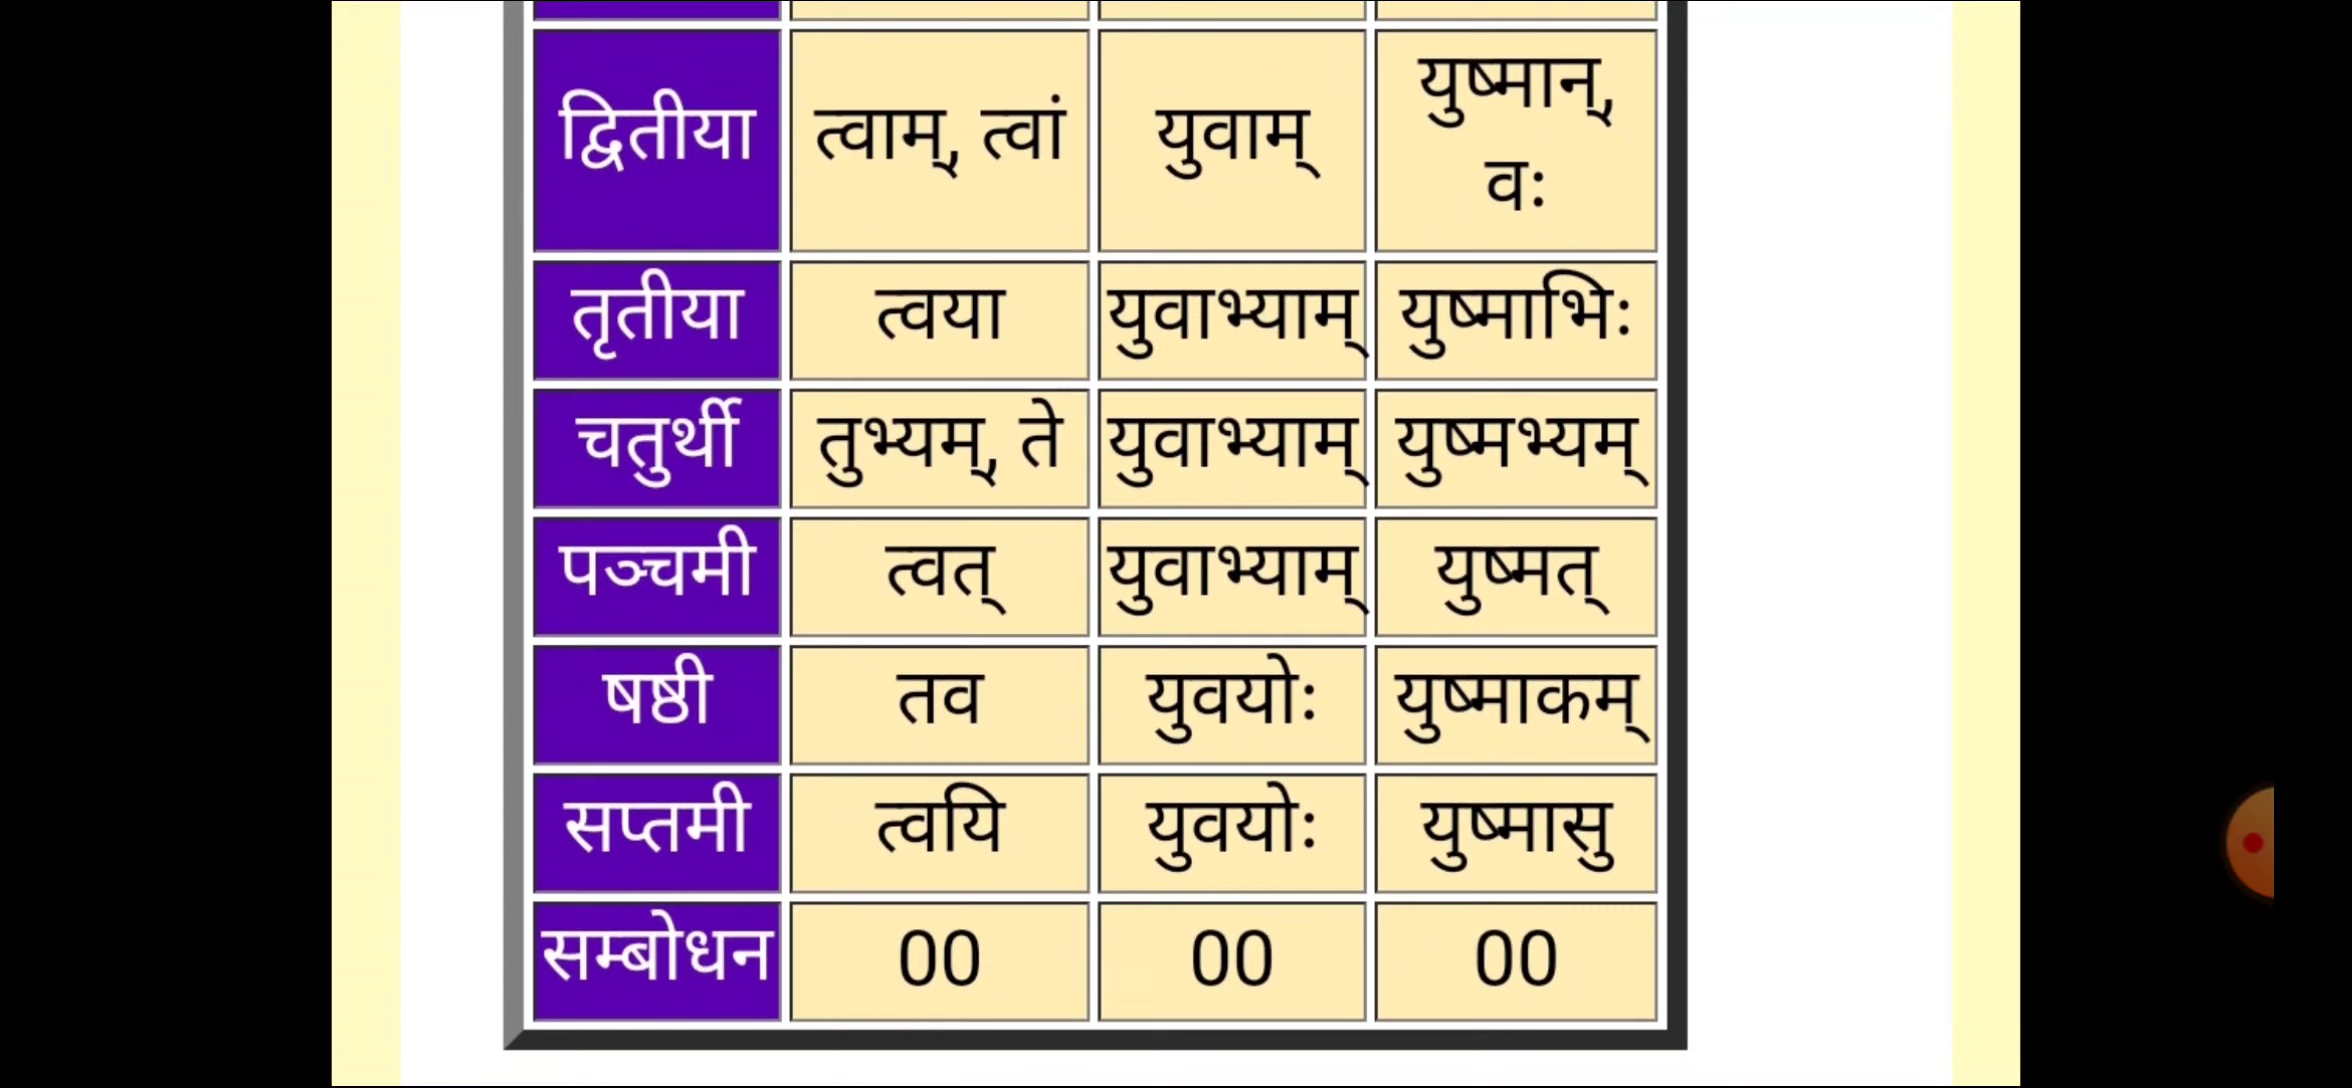 द्वितीया त्वाम्, त्वां युवाम् युष्मान्,
वः
तृतीया त्वया युवाभ्याम् युष्माभिः
चतुर्थी तुभ्यम्, ते युवाभ्याम् युष्मभ्यम्
पञ्चमी त्वत् युवाभ्याम् युष्मत्
षष्ठी तव युवयोः युष्माकम्
सप्तमी त्वयि युवयोः युष्मासु
सम्बोधन 00 00 00